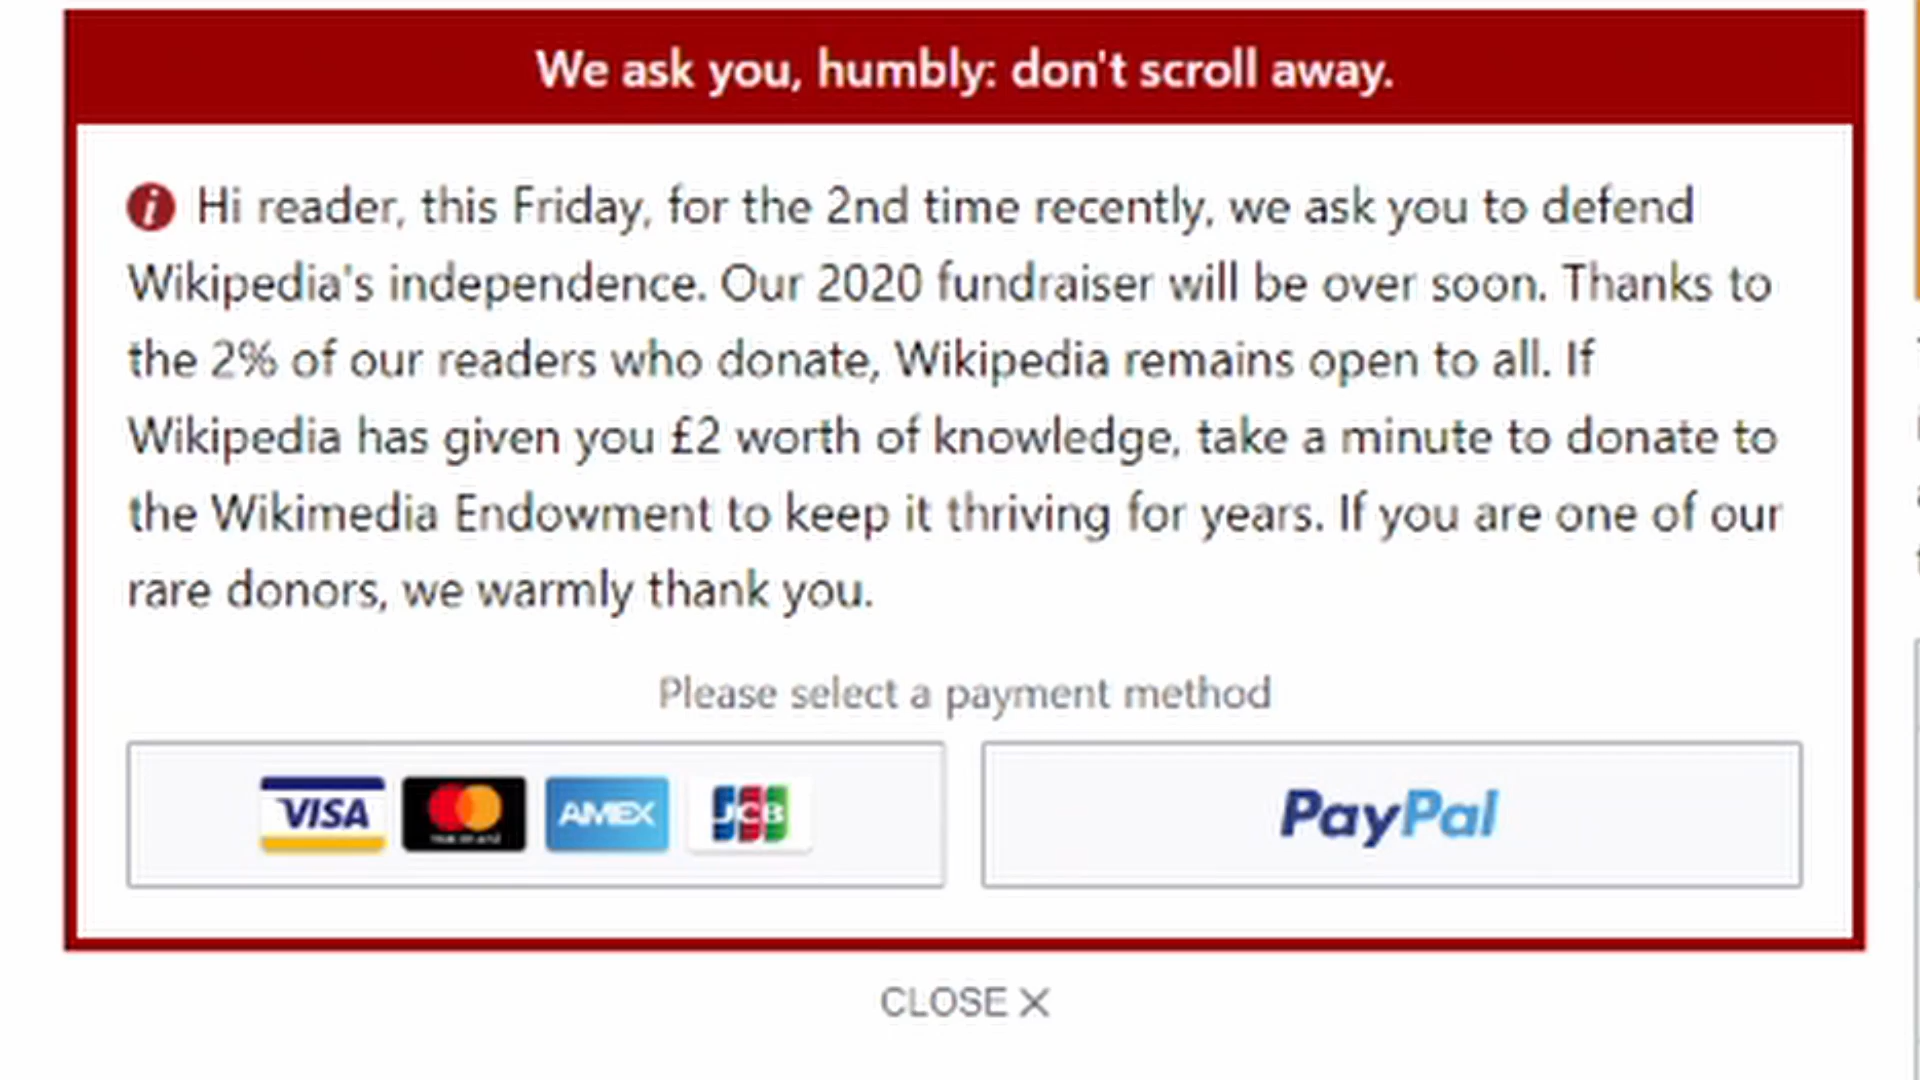 We ask you, humbly: don't scroll away.
i Hi reader, this Friday, for the 2nd time recently, we ask you to defend
Wikipedia's independence. Our 2020 fundraiser will be over soon. Thanks to
the 2% of our readers who donate, Wikipedia remains open to all. If
Wikipedia has given you £2 worth of knowledge, take a minute to donate to
the Wikimedia Endowment to keep it thriving for years. If you are one of our
rare donors, we warmly thank you.
Please select a payment method
VISA AMEX JCB PayPal
CLOSE X